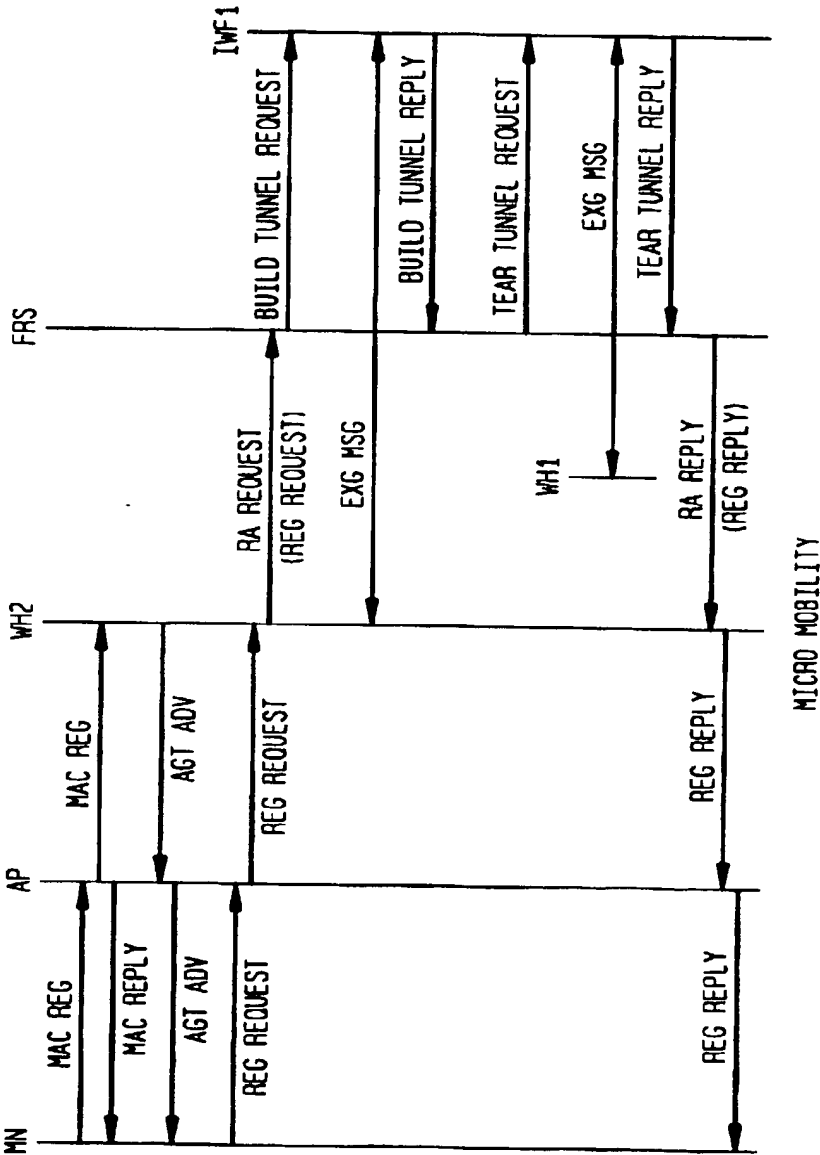 MN
AP
WH2
FRS
IWF1
MAC REG
MAC REG
MAC REPLY
AGT ADV
AGT ADV
REG REQUEST
REG REQUEST
RA REQUEST
(REG REQUEST)
BUILD TUNNEL REQUEST
EXG MSG
BUILD TUNNEL REPLY
TEAR TUNNEL REQUEST
WH1
EXG MSG
TEAR TUNNEL REPLY
RA REPLY
(REG REPLY)
REG REPLY
REG REPLY
MICRO MOBILITY